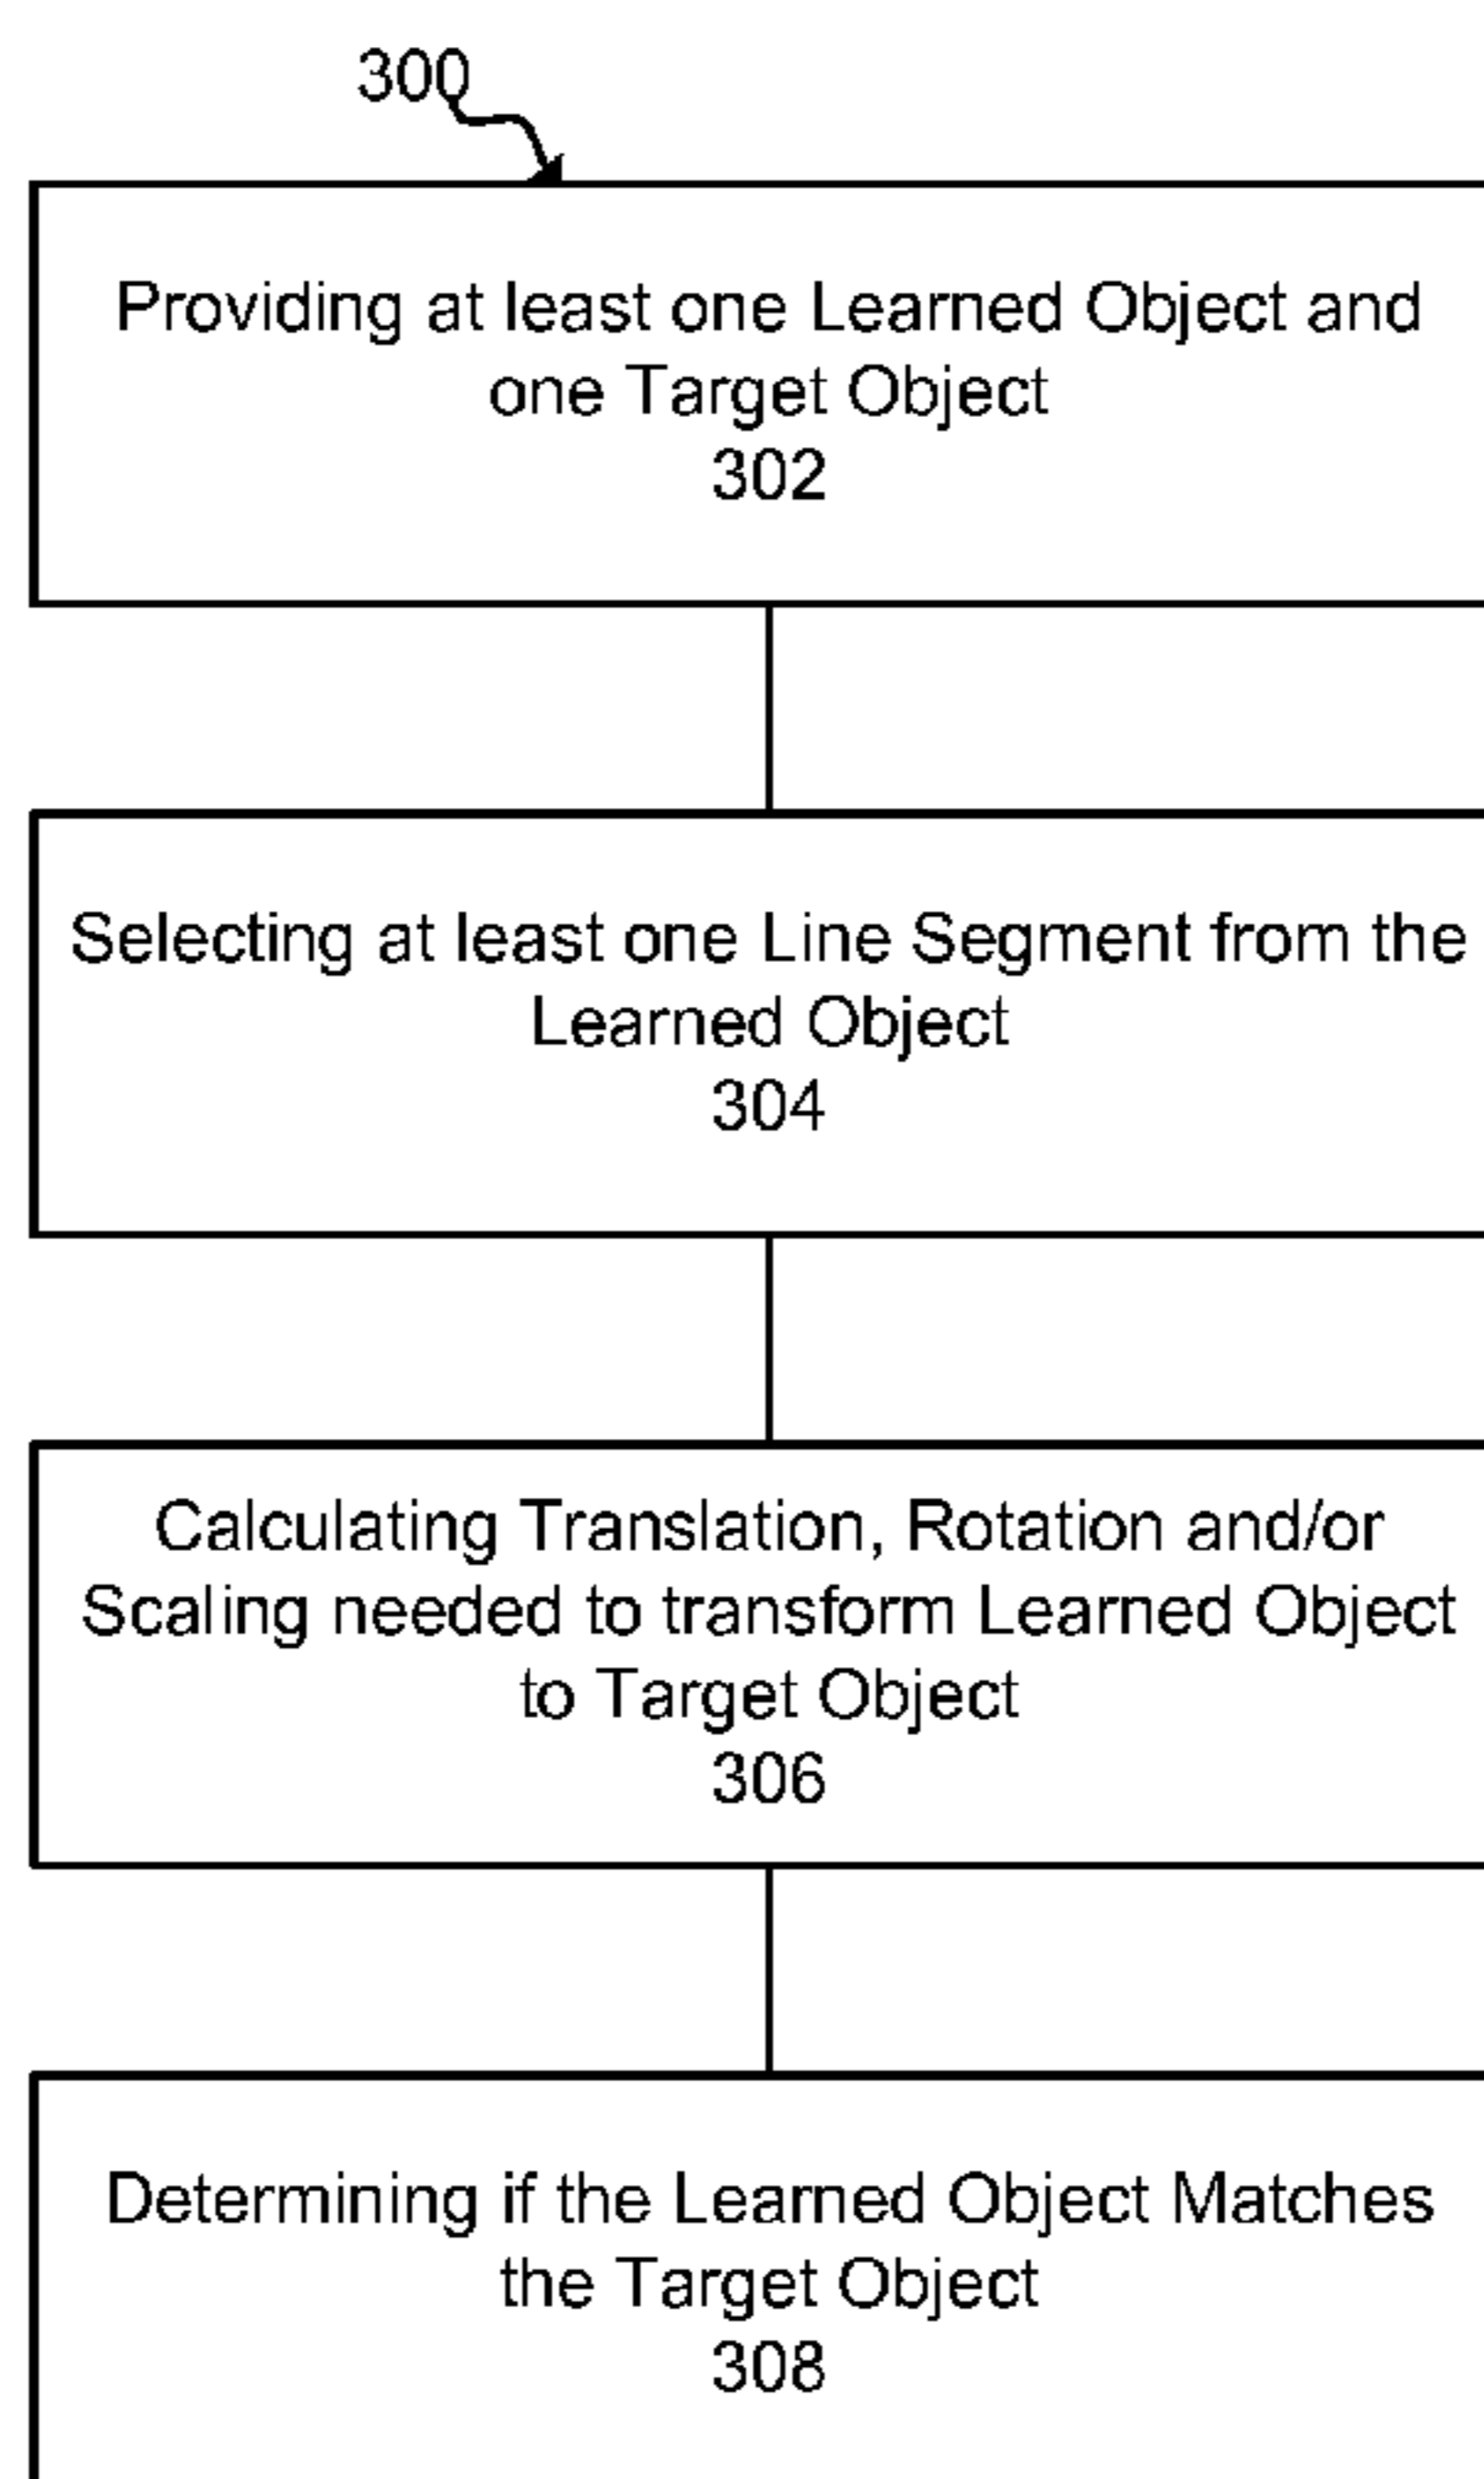 300
Providing at least one Learned Object and
one Target Object
302
Selecting at least one Line Segment from the
Learned Object
304
Calculating Translation, Rotation and/or
Scaling needed to transform Learned Object
to Target Object
306
Determining if the Learned Object Matches
the Target Object
308